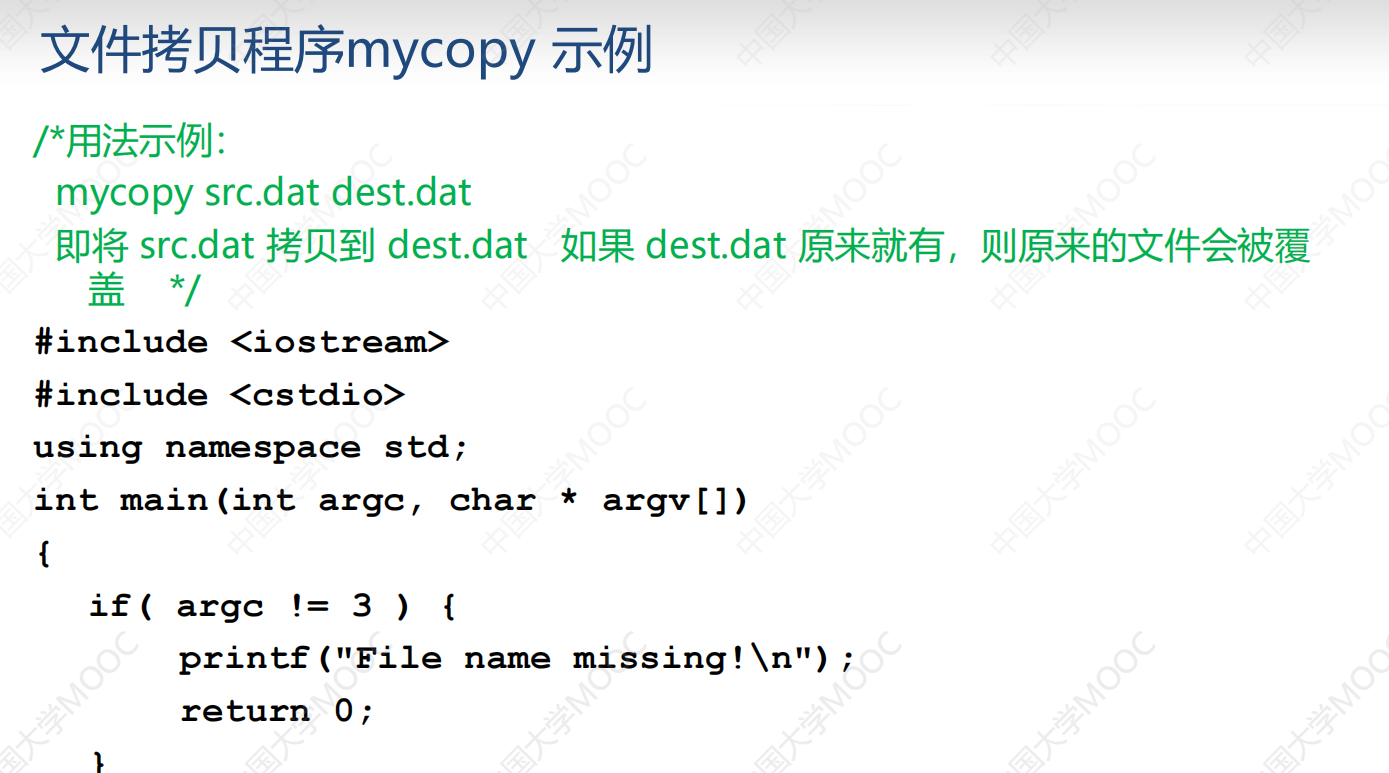 文件拷贝程序mycopy 示例
/*用法示例：
mycopy src.dat dest.dat
即将 src.dat 拷贝到 dest.dat 如果 dest.dat 原来就有，则原来的文件会被覆
盖 */
#include <iostream>
#include <cstdio>
using namespace std;
int main(int argc, char * argv[])
{
if( argc != 3 ) {
printf("File name missing!\n");
return 0;
}
中国大学MOOC